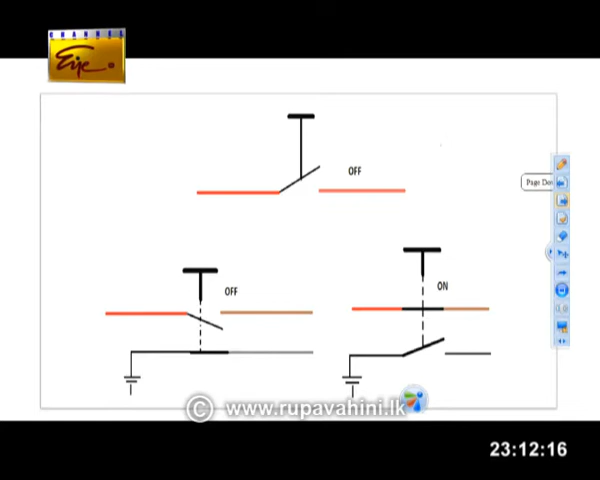 CHANNEL
Eye
OFF
Page Dow
OFF
ON
© www.rupavahini.lk
23:12:16